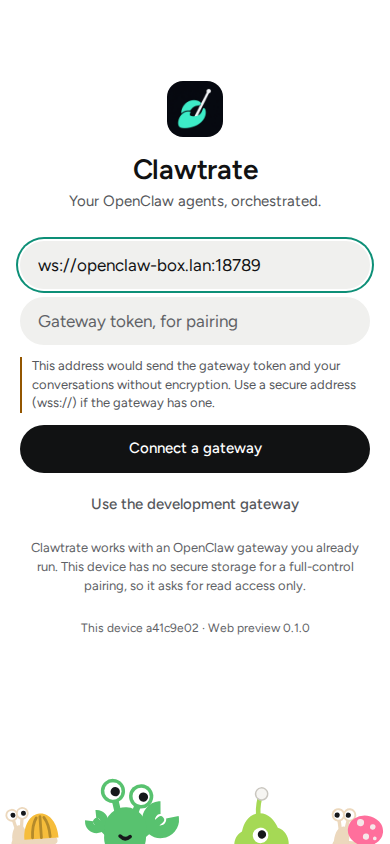 Clawtrate
Your OpenClaw agents, orchestrated.
ws://openclaw-box.lan:18789
Gateway token, for pairing
This address would send the gateway token and your
conversations without encryption. Use a secure address
(wss://) if the gateway has one.
Connect a gateway
Use the development gateway
Clawtrate works with an OpenClaw gateway you already
run. This device has no secure storage for a full-control
pairing, so it asks for read access only.
This device a41c9e02 · Web preview 0.1.0